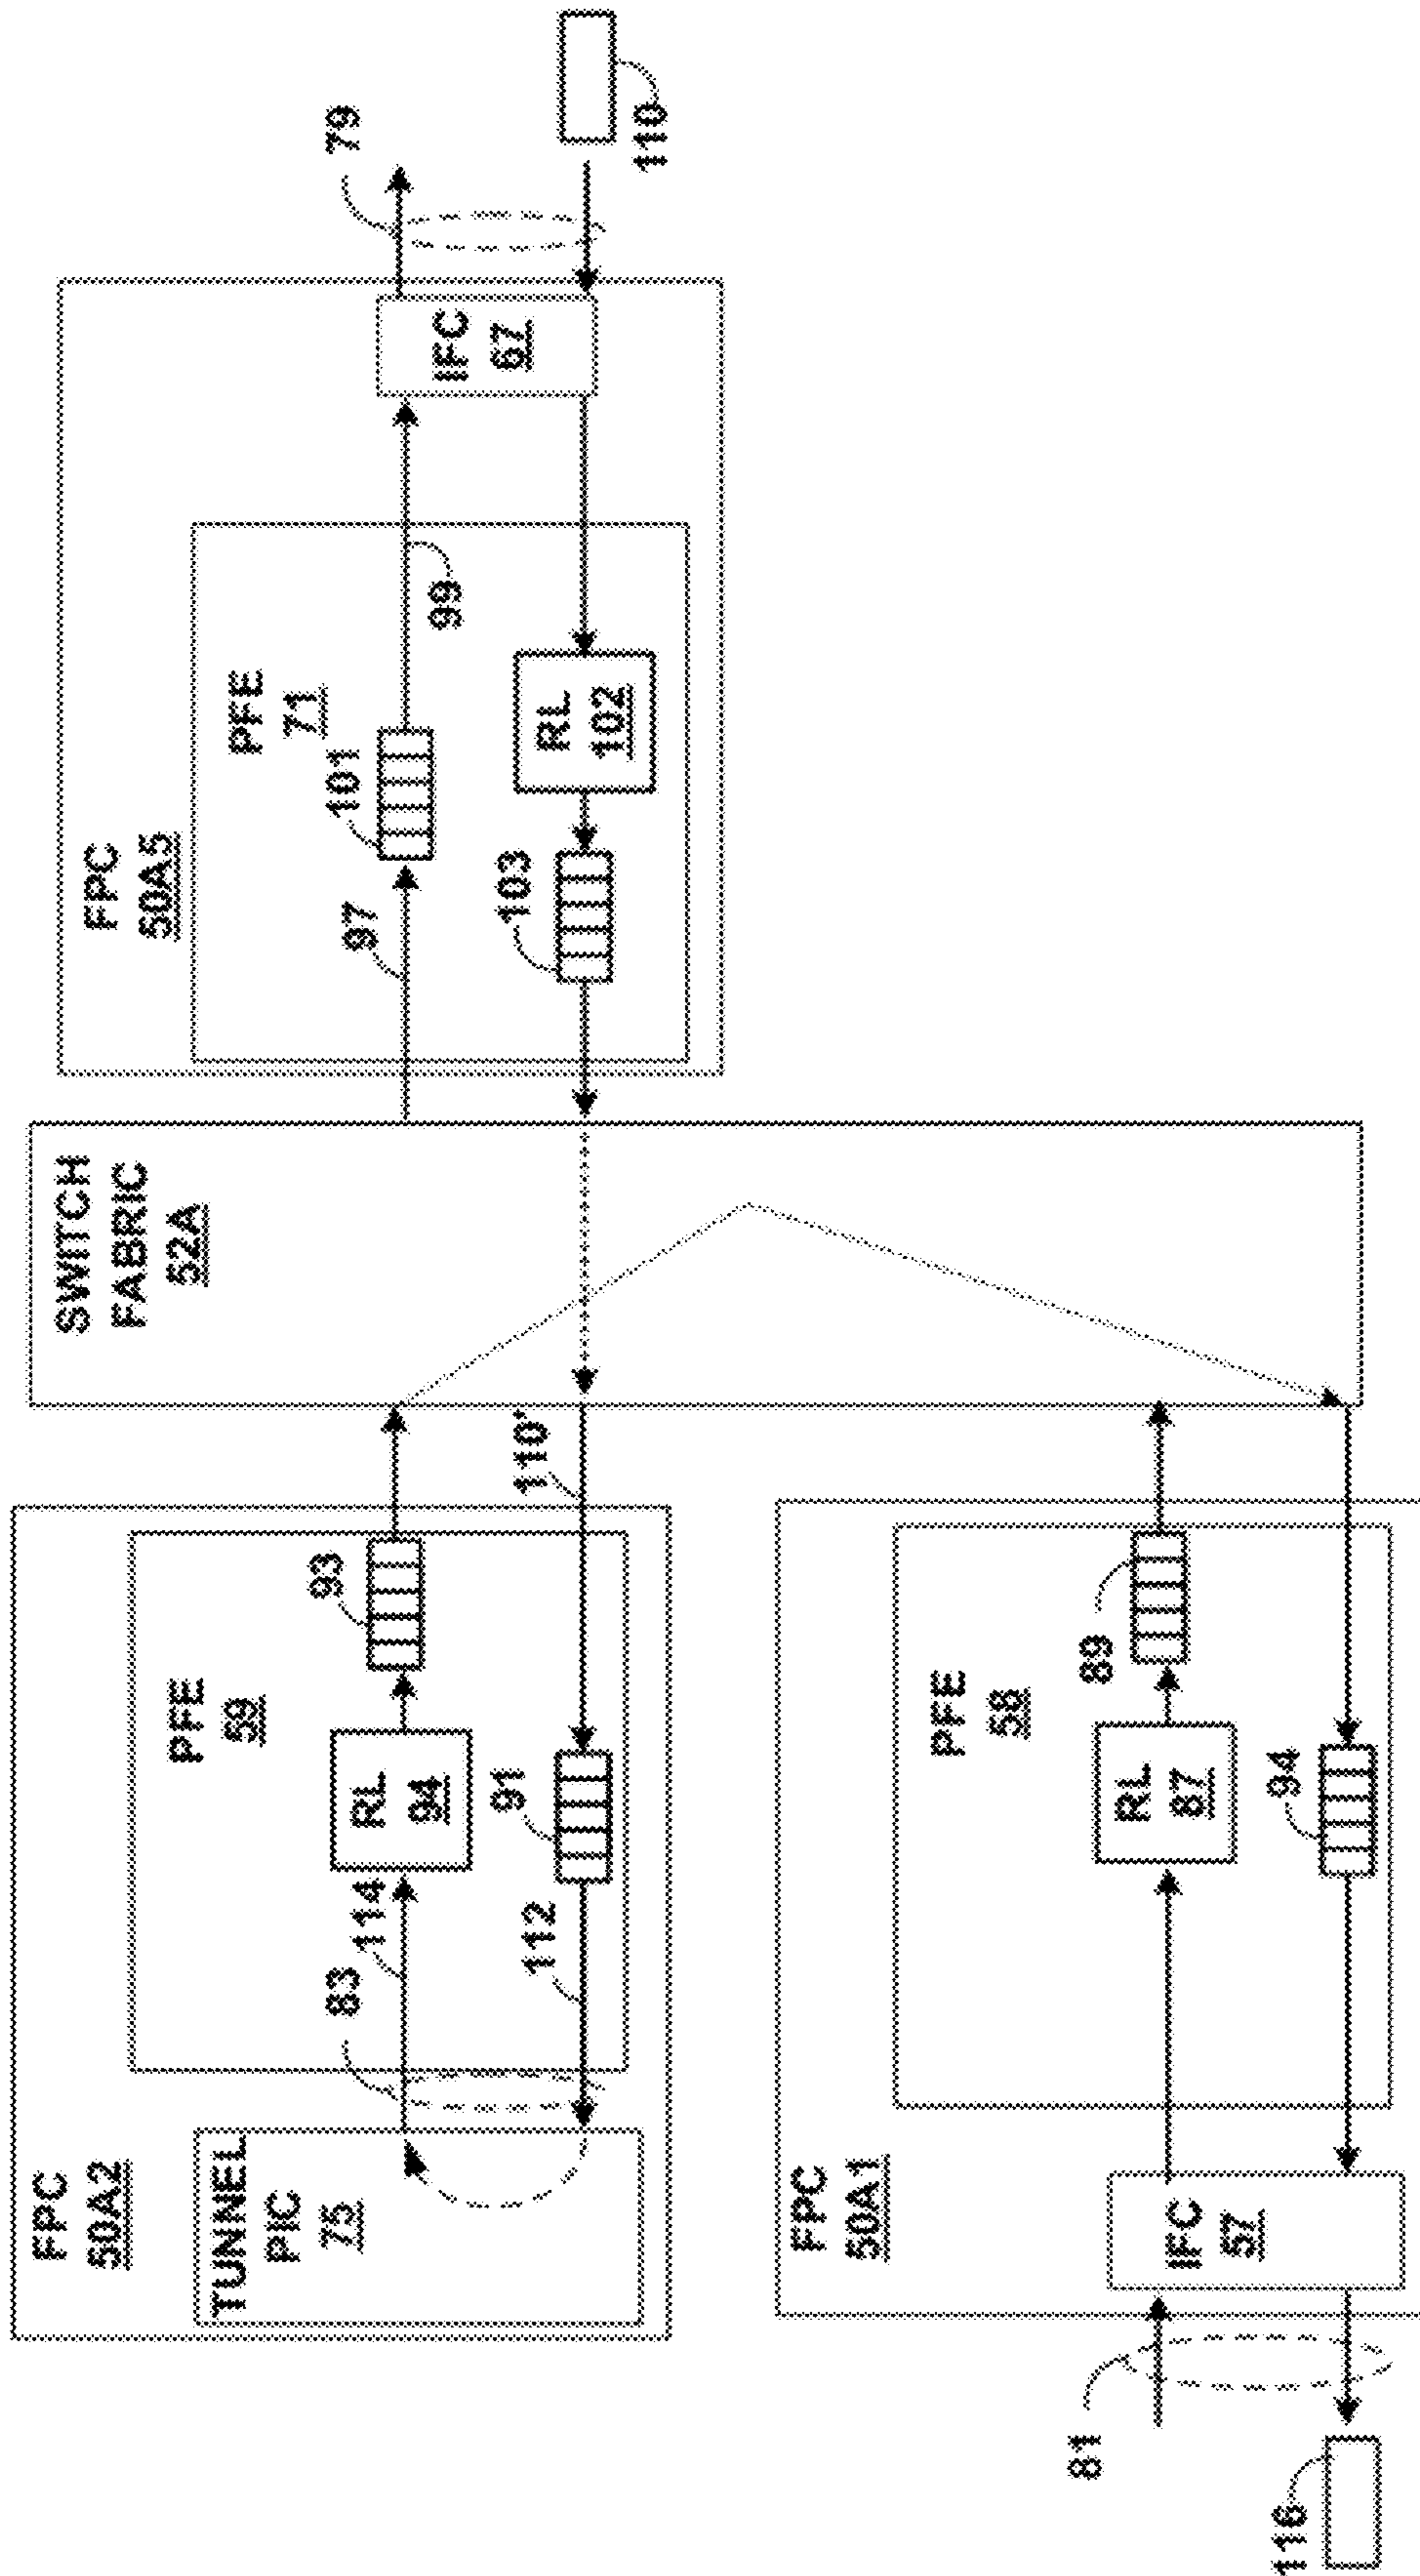 FPC
50A2
TUNNEL
PIC
75
83
114
112
PFE
59
RL
94
93
91
110'
SWITCH
FABRIC
52A
FPC
50A5
PFE
71
97
101
99
103
RL
102
IFC
67
79
110
FPC
50A1
IFC
57
81
116
PFE
58
RL
87
89
94